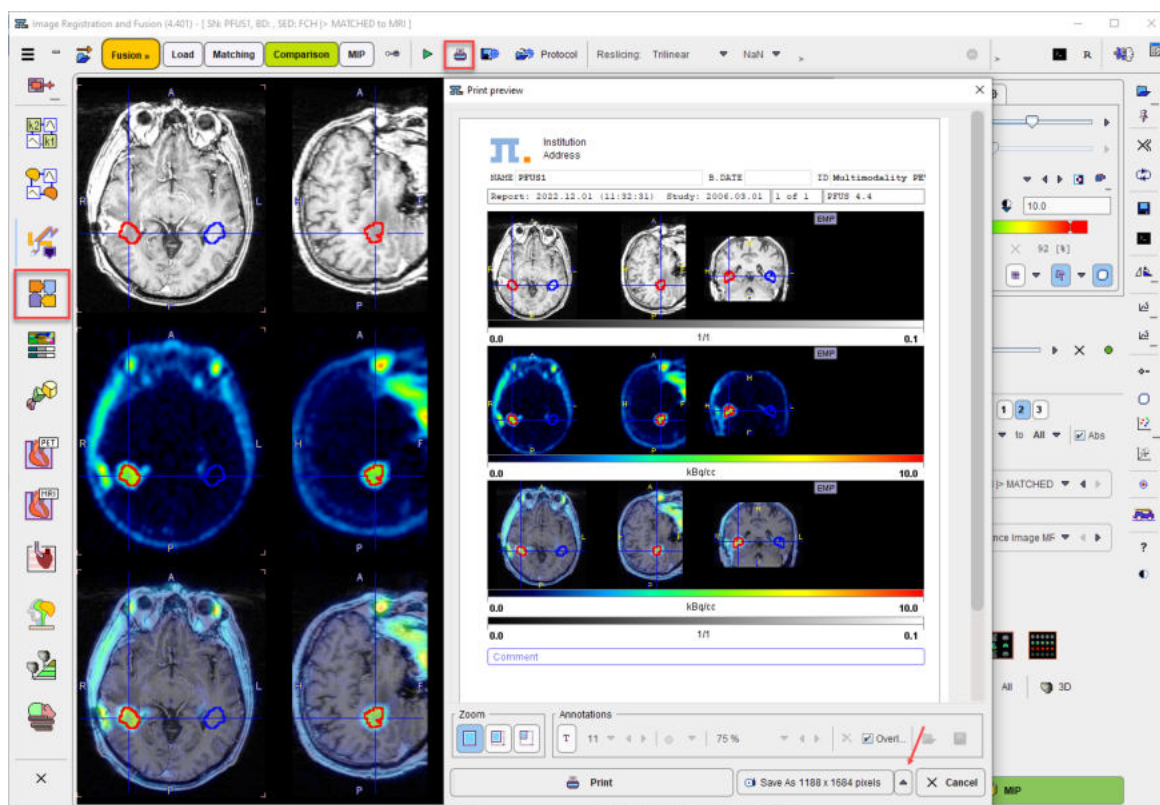 Image Registration and Fusion (4.401) - [ SN: PFUS1, BD: , SED: FCH |> MATCHED to MRI ]
Fusion » Load Matching Comparison MIP Protocol Reslicing: Trilinear NaN R
k2
k1
PET
MRI
A A
R L H F
P P
A A
R L H F
P P
A A
R L H F
P P
Print preview
Institution
Address
NAME PFUS1 B.DATE ID Multimodality PE
Report: 2022.12.01 (11:32:31) Study: 2006.03.01 1 of 1 PFUS 4.4
EMP
0.0 1/1 0.1
EMP
0.0 kBq/cc 10.0
EMP
0.0 kBq/cc 10.0
0.0 1/1 0.1
Comment
Zoom Annotations
T 11 75 % Overl...
Print Save As 1188 x 1684 pixels Cancel
10.0
92 [%]
1 2 3
to All Abs
|> MATCHED
nce Image MF
All 3D
MIP
?